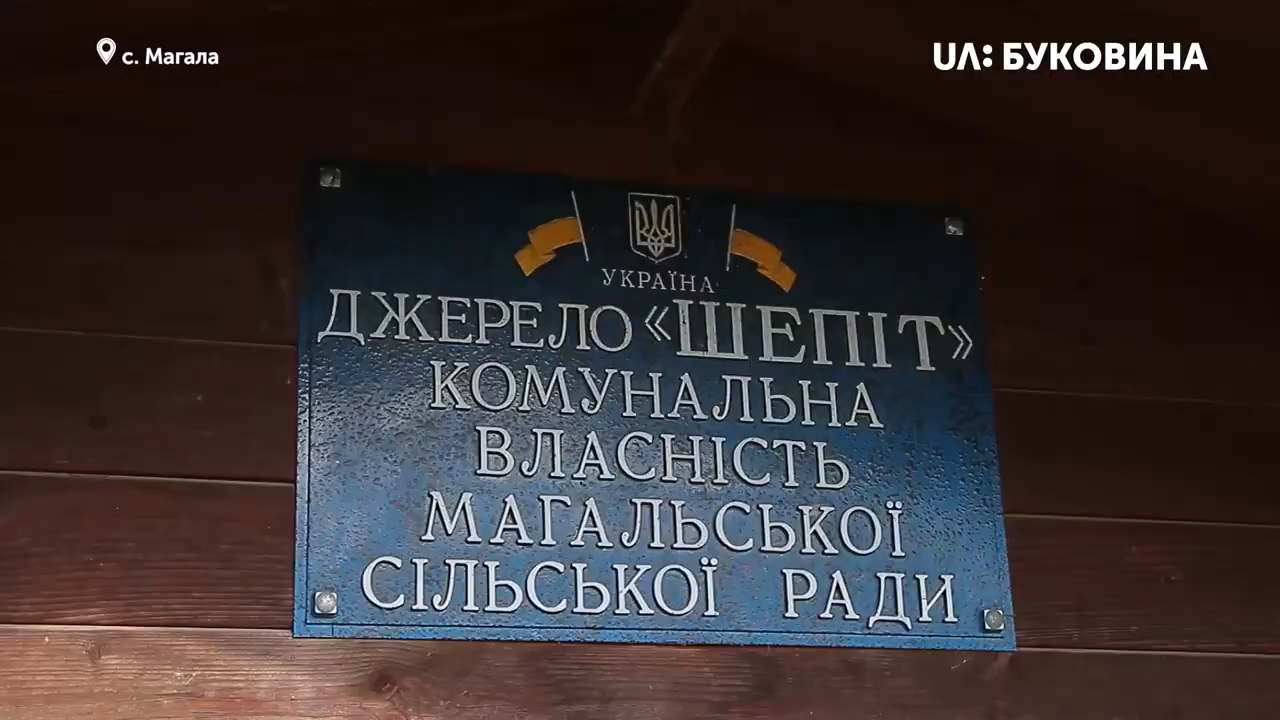 с. Магала
UA: БУКОВИНА
УКРАЇНА
ДЖЕРЕЛО «ШЕПІТ»
КОМУНАЛЬНА
ВЛАСНІСТЬ
МАГАЛЬСЬКОЇ
СІЛЬСЬКОЇ РАДИ